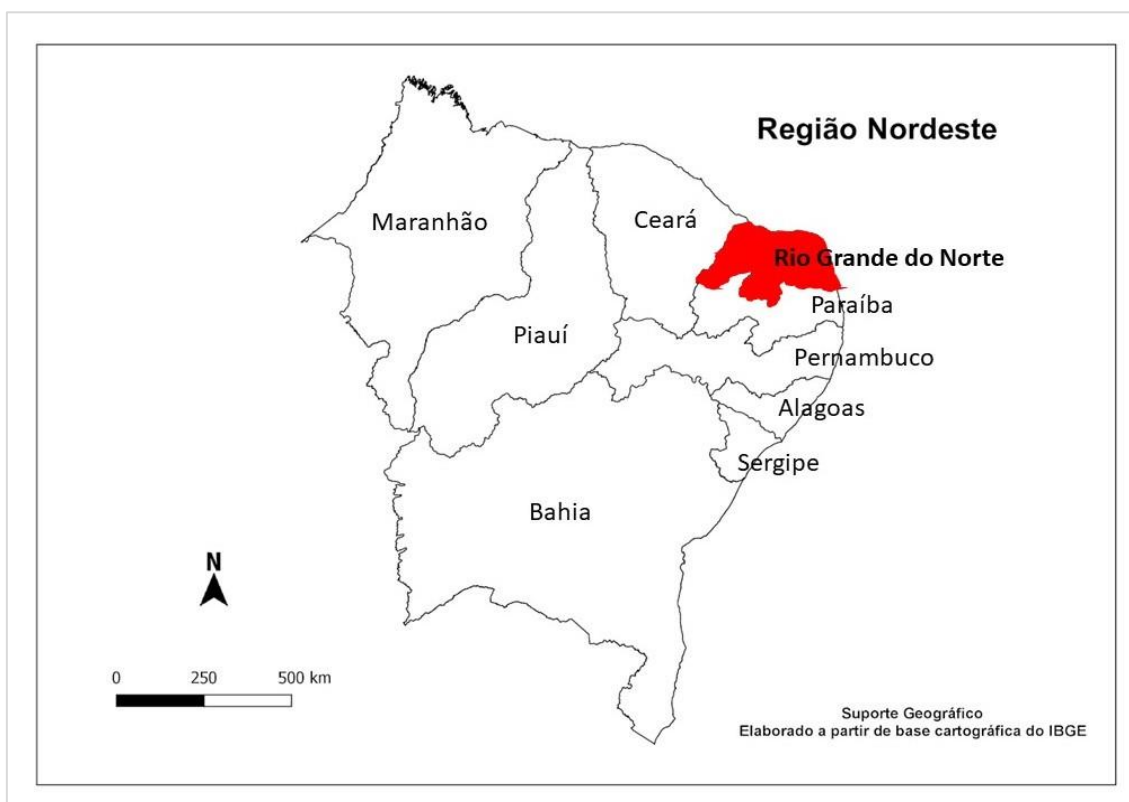 Região Nordeste
Maranhão
Ceará
Rio Grande do Norte
Paraíba
Piauí
Pernambuco
Alagoas
Sergipe
Bahia
N
0 250 500 km
Suporte Geográfico
Elaborado a partir de base cartográfica do IBGE